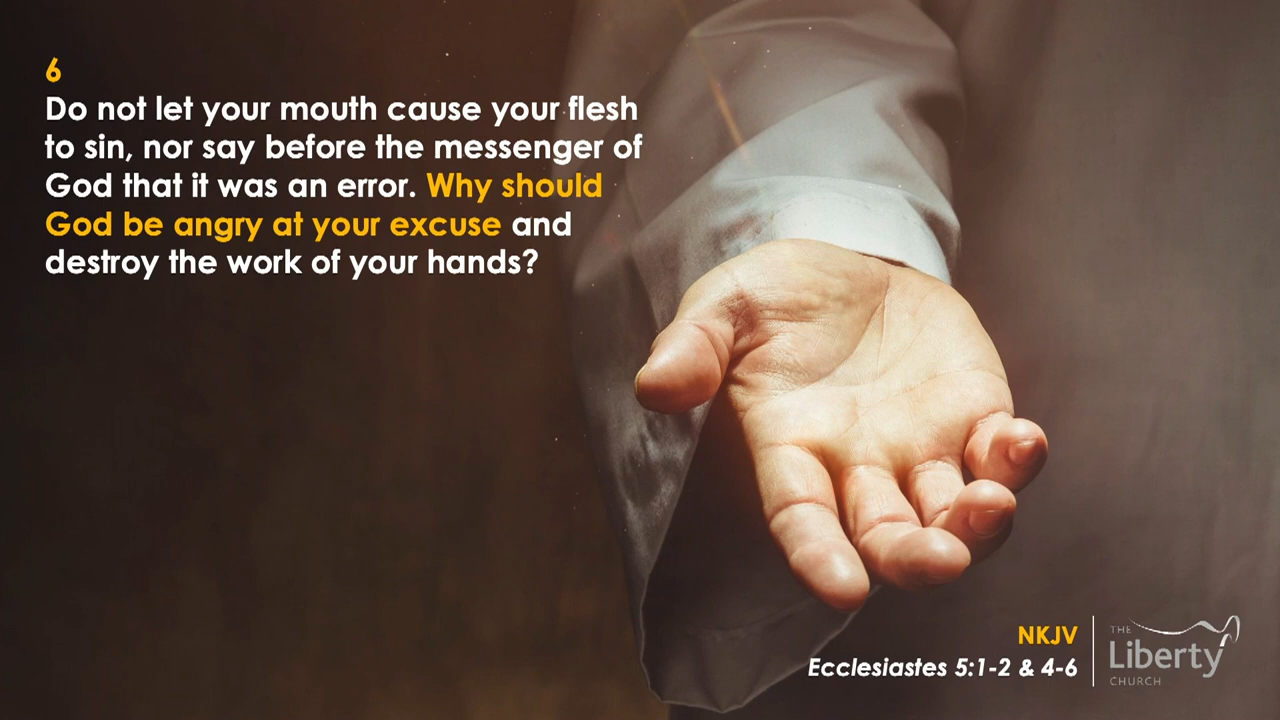 6
Do not let your mouth cause your flesh
to sin, nor say before the messenger of
God that it was an error. Why should
God be angry at your excuse and
destroy the work of your hands?
NKJV
Ecclesiastes 5:1-2 & 4-6
THE
Liberty
CHURCH